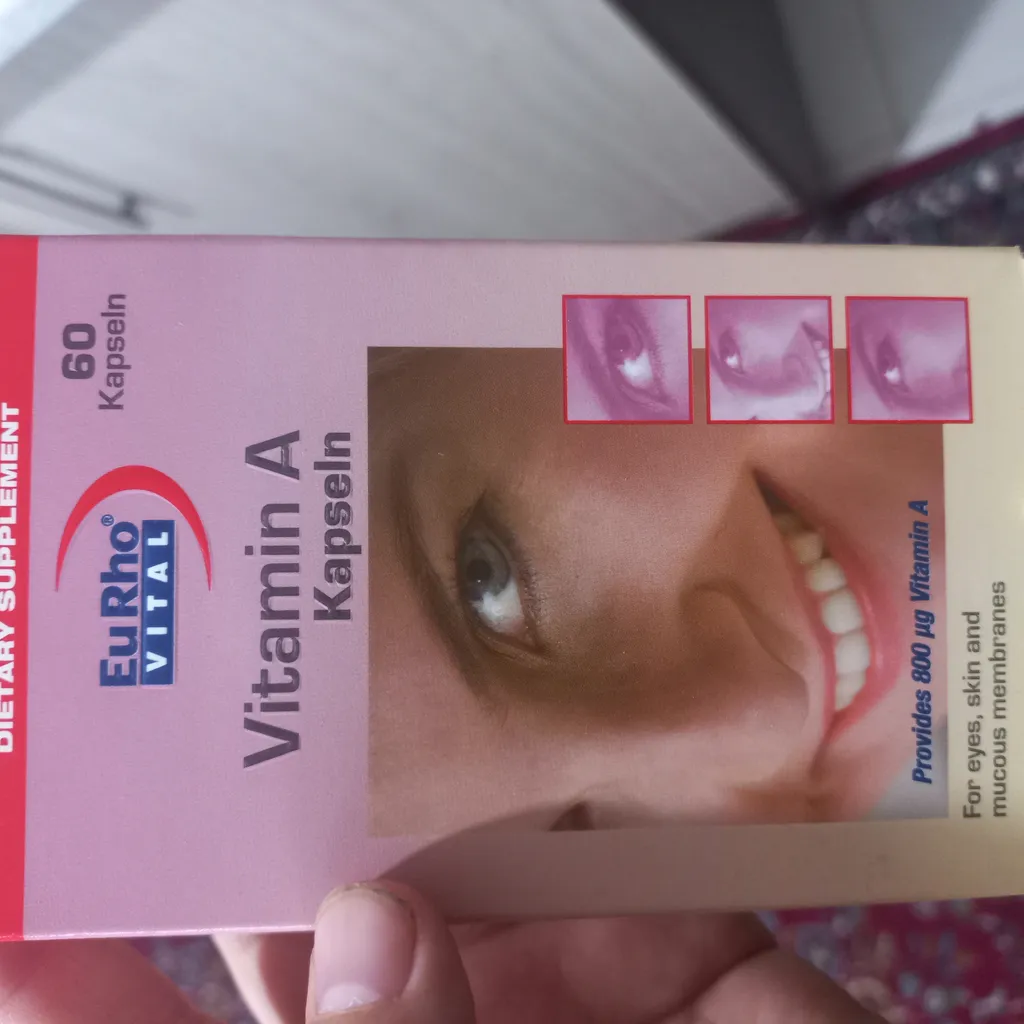 DIETARY SUPPLEMENT
60
Kapseln
EuRho®
VITAL
Vitamin A
Kapseln
Provides 800 µg Vitamin A
For eyes, skin and
mucous membranes